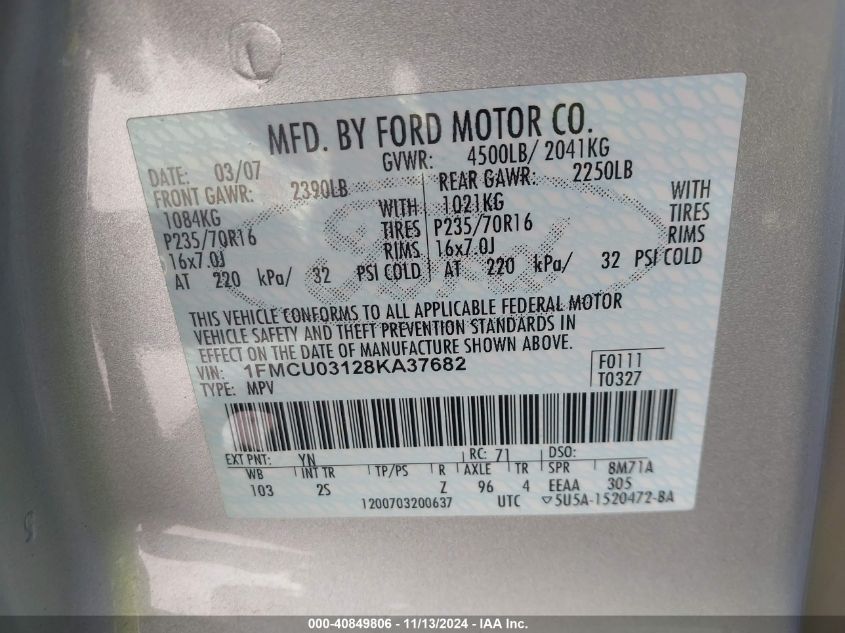 MFD. BY FORD MOTOR CO.
DATE: 03/07 GVWR: 4500LB/ 2041KG
FRONT GAWR: 2390LB REAR GAWR: 2250LB
1084KG WITH 1021KG WITH
P235/70R16 TIRES P235/70R16 TIRES
16x7.0J RIMS 16x7.0J RIMS
AT 220 kPa/ 32 PSI COLD AT 220 kPa/ 32 PSI COLD
Ford
THIS VEHICLE CONFORMS TO ALL APPLICABLE FEDERAL MOTOR
VEHICLE SAFETY AND THEFT PREVENTION STANDARDS IN
EFFECT ON THE DATE OF MANUFACTURE SHOWN ABOVE.
VIN: 1FMCU03128KA37682 F0111
TYPE: MPV T0327
EXT PNT: YN RC: 71 DSO:
WB INT TR TP/PS R AXLE TR SPR 8M71A
103 2S Z 96 4 EEAA 305
1200703200637 UTC ▽5U5A-1520472-BA
000-40849806 - 11/13/2024 - IAA Inc.